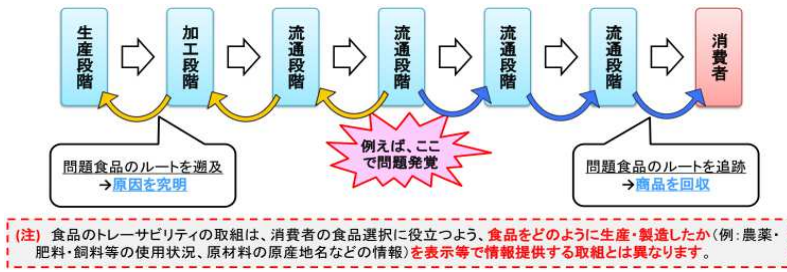 生産段階
加工段階
流通段階
流通段階
流通段階
流通段階
消費者
例えば、ここ
で問題発覚
問題食品のルートを遡及
→原因を究明
問題食品のルートを追跡
→商品を回収
(注) 食品のトレーサビリティの取組は、消費者の食品選択に役立つよう、食品をどのように生産・製造したか(例:農薬・
肥料・飼料等の使用状況、原材料の原産地名などの情報)を表示等で情報提供する取組とは異なります。